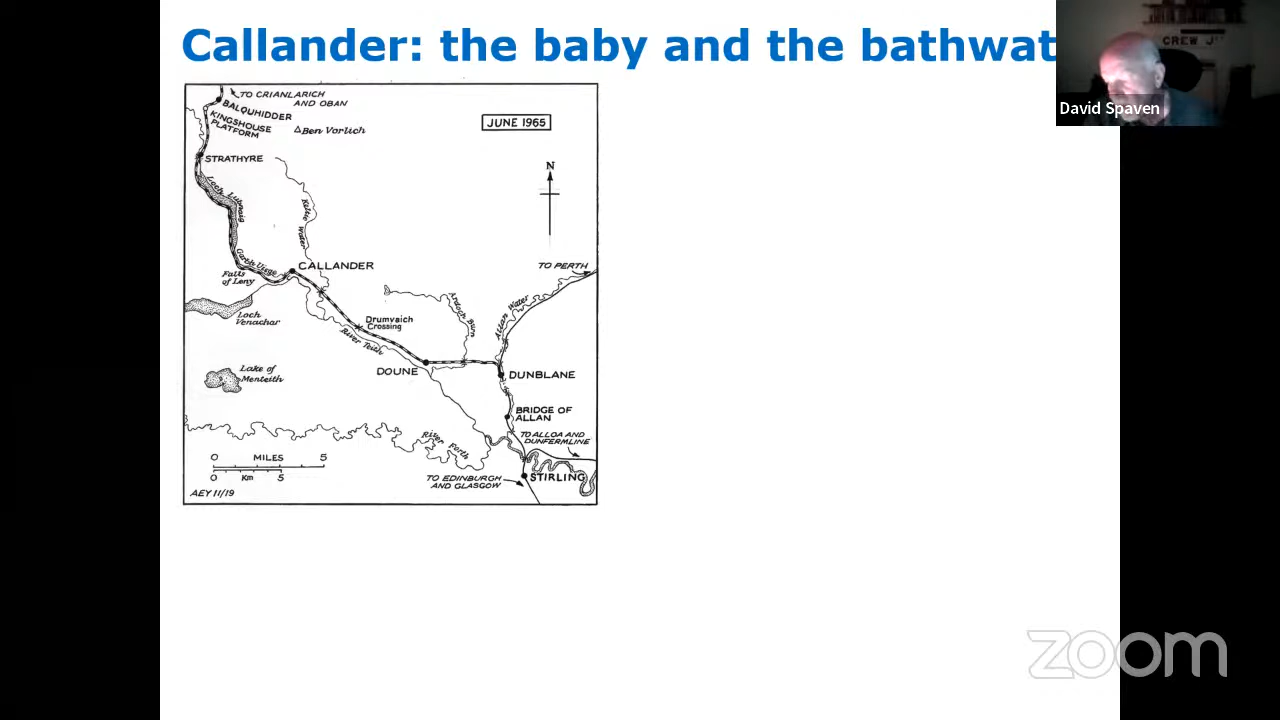 Callander: the baby and the bathwat
CREW J
David Spaven
TO CRIANLARICH
AND OBAN
BALQUHIDDER
KINGSHOUSE
PLATFORM
Ben Vorlich
JUNE 1965
STRATHYRE
N
Loch Lubnaig
Keltie Water
Garbh Uisge
CALLANDER
TO PERTH
Falls
of Leny
Loch
Venachar
Ardoch Burn
Allan Water
Drumvaich
Crossing
River Teith
Lake of
Menteith
DOUNE
DUNBLANE
BRIDGE OF
ALLAN
TO ALLOA AND
DUNFERMLINE
River Forth
0 MILES 5
0 Km 5
TO EDINBURGH
AND GLASGOW
STIRLING
AEY 11/19
zoom